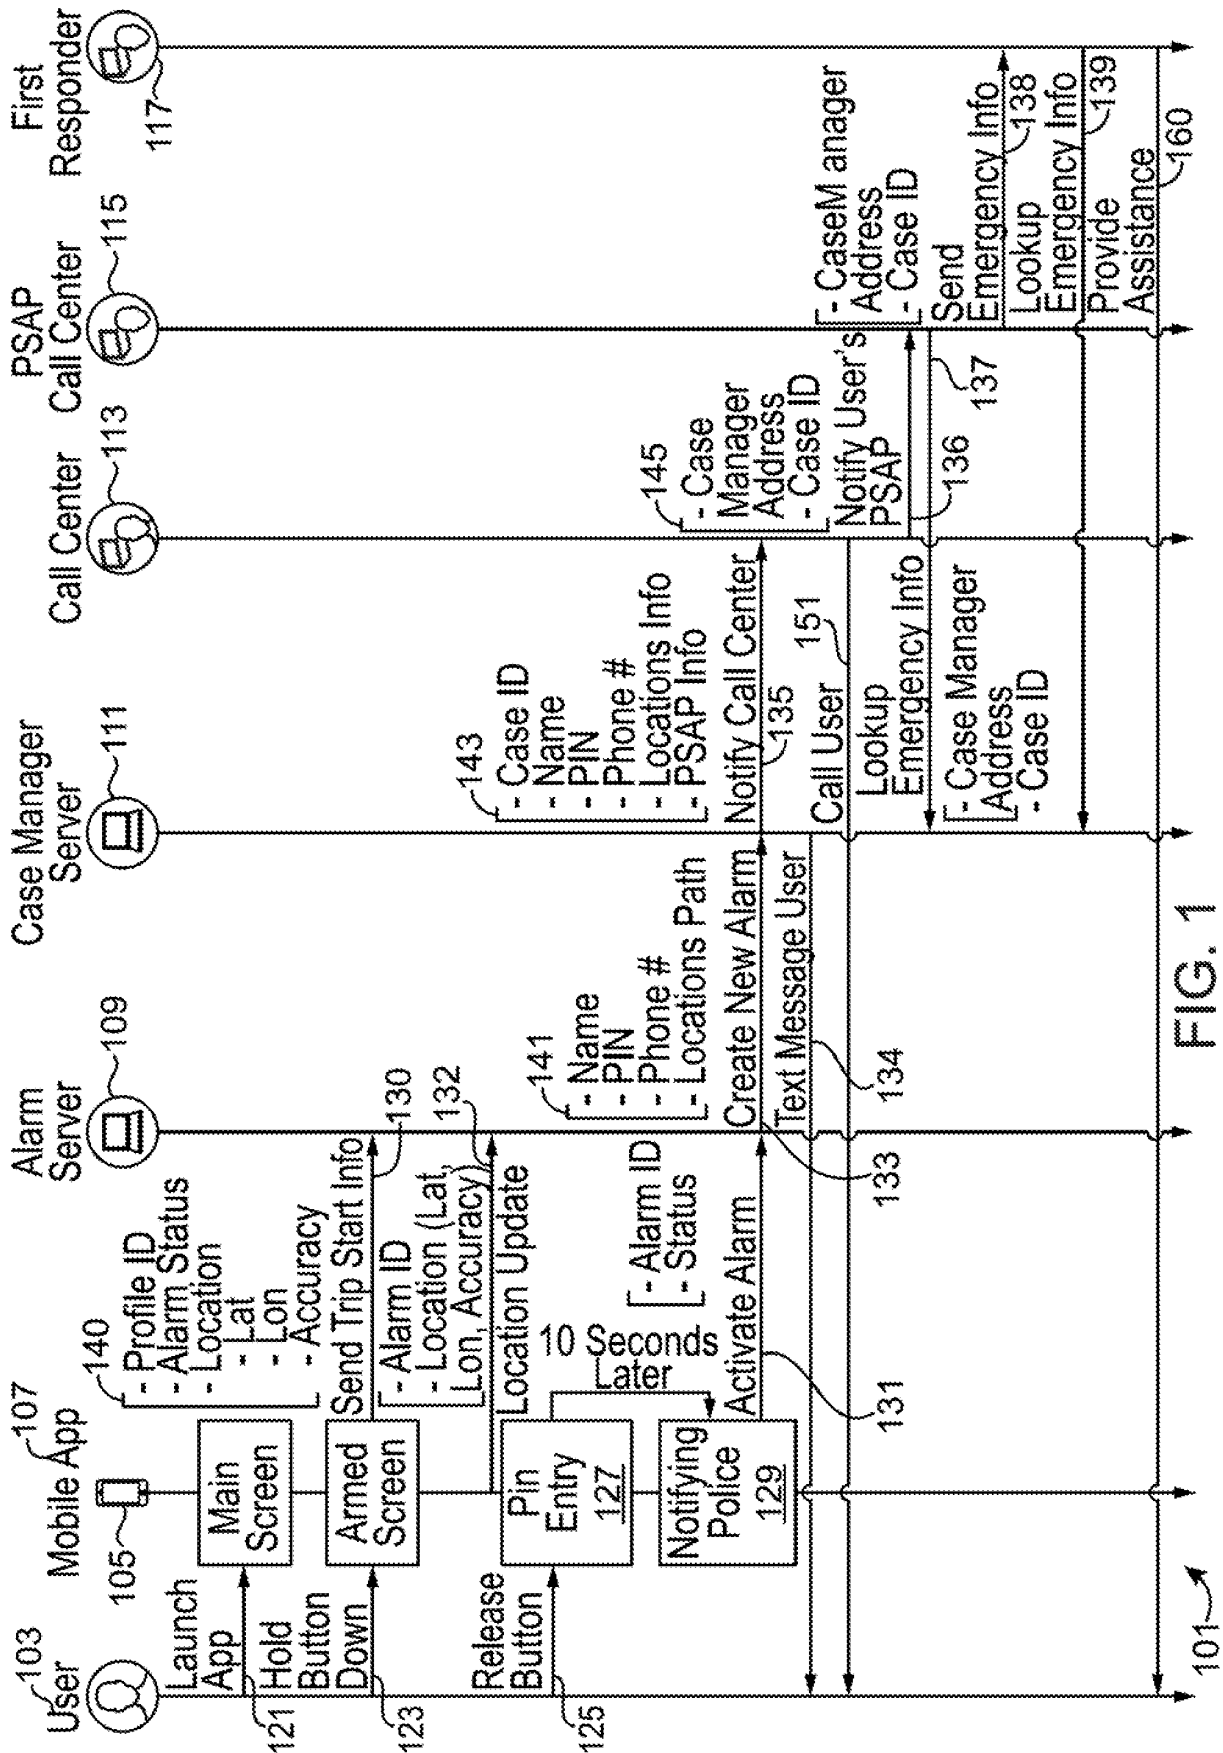 103
User
107
Mobile App
105
Alarm
Server
109
Case Manager
Server
111
Call Center
113
PSAP
Call Center
115
First
Responder
117
Launch
App
121
Main
Screen
140
- Profile ID
- Alarm Status
- Location
- Lat
- Lon
- Accuracy
Hold
Button
Down
123
Armed
Screen
Send Trip Start Info
130
- Alarm ID
- Location (Lat,
Lon, Accuracy)
132
Location Update
Release
Button
125
Pin
Entry
127
10 Seconds
Later
Notifying
Police
129
- Alarm ID
- Status
Activate Alarm
131
141
- Name
- PIN
- Phone #
- Locations Path
Create New Alarm
133
Text Message User
134
143
- Case ID
- Name
- PIN
- Phone #
- Locations Info
- PSAP Info
Notify Call Center
135
Call User
151
145
- Case
Manager
Address
- Case ID
Notify User's
PSAP
136
Lookup
Emergency Info
137
- Case Manager
Address
- Case ID
- CaseM anager
Address
- Case ID
Send
Emergency Info
138
Lookup
Emergency Info
139
Provide
Assistance
160
101
FIG. 1